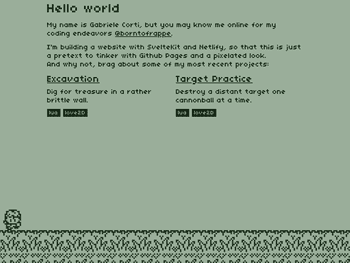 Hello world
My name is Gabriele Corti, but you may know me online for my
coding endeavors @borntofrappe.
I'm building a website with SvelteKit and Netlify, so that this is just
a pretext to tinker with Github Pages and a pixelated look.
And why not, brag about some of my most recent projects:
Excavation
Dig for treasure in a rather
brittle wall.
lua love2D
Target Practice
Destroy a distant target one
cannonball at a time.
lua love2D